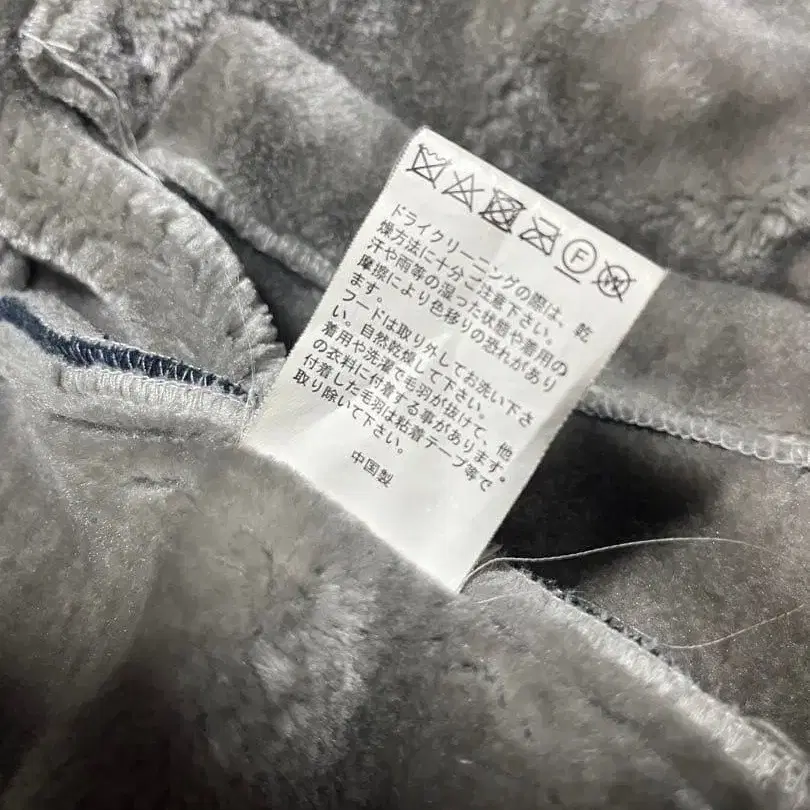 F W
ドライクリーニングの際は、乾
燥方法に十分ご注意下さい。
汗や雨等の湿った状態や着用の
摩擦により色移りの恐れがあり
ます。
フードは取り外してお洗い下さ
い。自然乾燥して下さい。
着用や洗濯で毛羽が抜けて、他
の衣料に付着する事があります。
付着した毛羽は粘着テープ等で
取り除いて下さい。
中国製